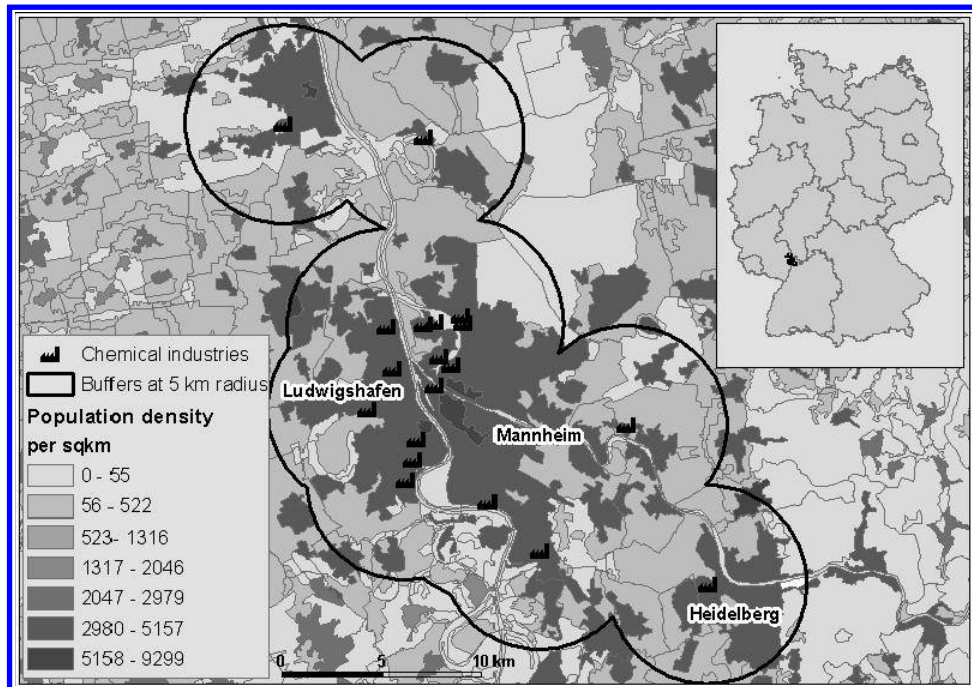 Chemical industries
Buffers at 5 km radius
Population density
per sqkm
0 - 55
56 - 522
523- 1316
1317 - 2046
2047 - 2979
2980 - 5157
5158 - 9299
Ludwigshafen
Mannheim
Heidelberg
0 5 10 km